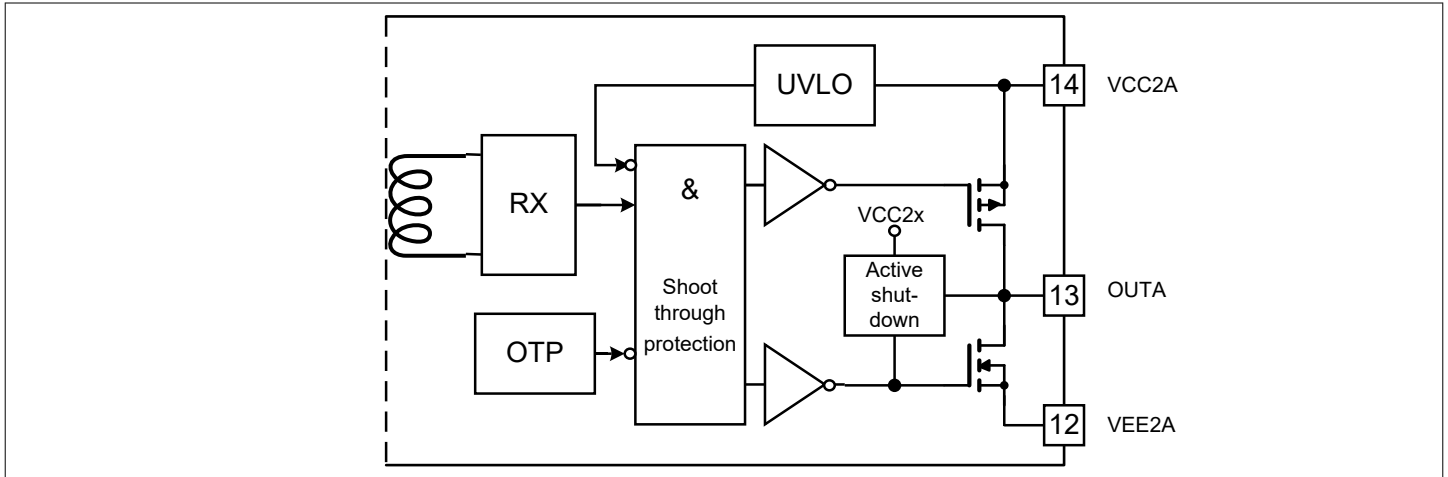 UVLO
14 VCC2A
RX
&
VCC2x
Shoot
through
protection
Active
shut-
down
13 OUTA
OTP
12 VEE2A